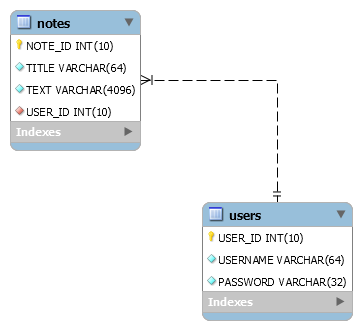 notes
NOTE_ID INT(10)
TITLE VARCHAR(64)
TEXT VARCHAR(4096)
USER_ID INT(10)
Indexes
users
USER_ID INT(10)
USERNAME VARCHAR(64)
PASSWORD VARCHAR(32)
Indexes